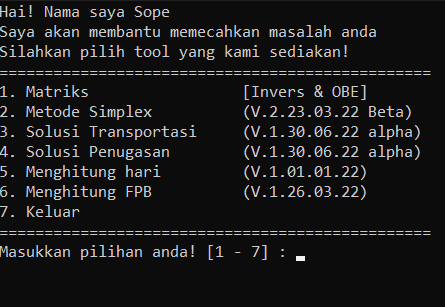 Hai! Nama saya Sope
Saya akan membantu memecahkan masalah anda
Silahkan pilih tool yang kami sediakan!
================================================
1. Matriks [Invers & OBE]
2. Metode Simplex (V.2.23.03.22 Beta)
3. Solusi Transportasi (V.1.30.06.22 alpha)
4. Solusi Penugasan (V.1.30.06.22 alpha)
5. Menghitung hari (V.1.01.01.22)
6. Menghitung FPB (V.1.26.03.22)
7. Keluar
================================================
Masukkan pilihan anda! [1 - 7] :